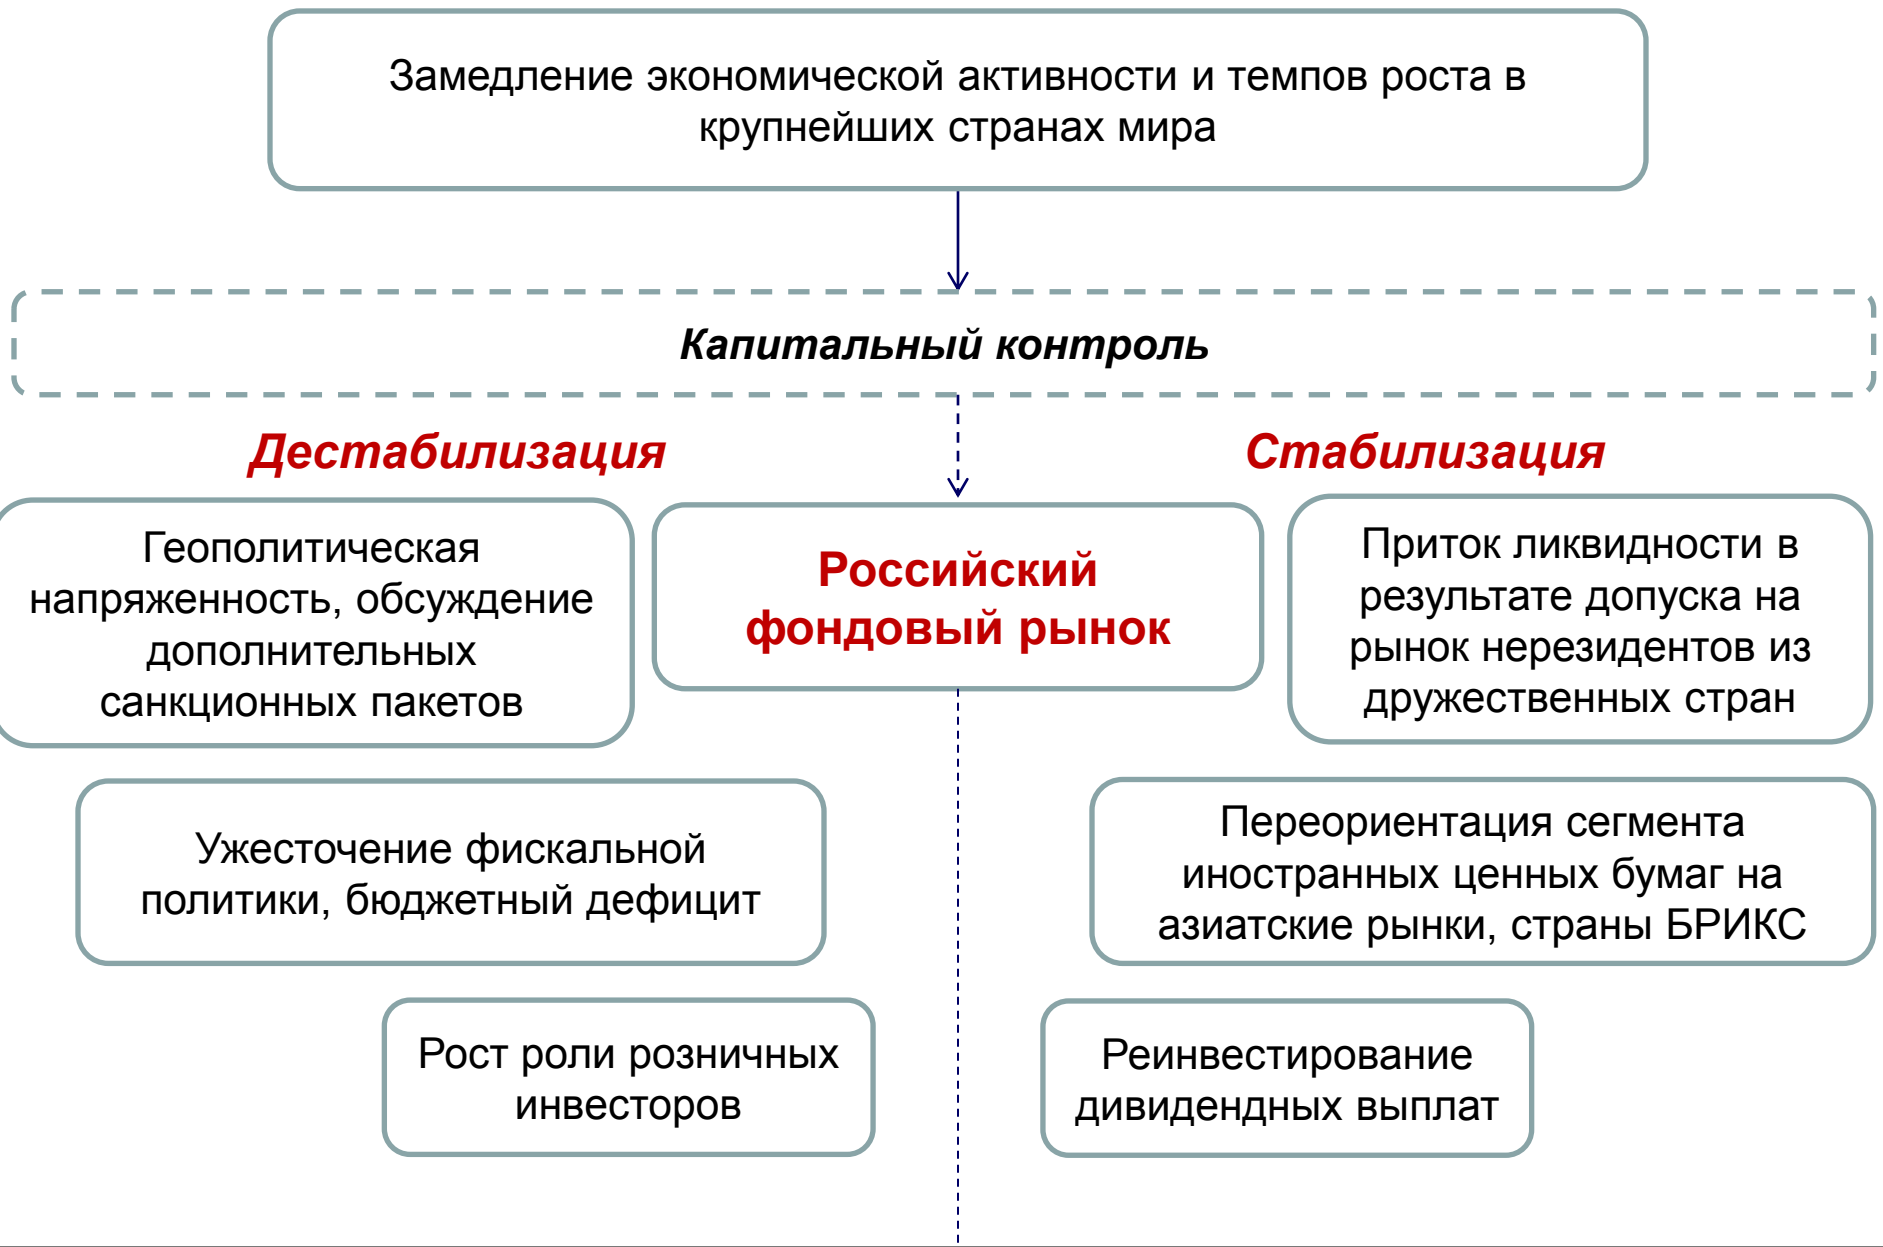 Замедление экономической активности и темпов роста в
крупнейших странах мира
Капитальный контроль
Дестабилизация
Стабилизация
Геополитическая
напряженность, обсуждение
дополнительных
санкционных пакетов
Российский
фондовый рынок
Приток ликвидности в
результате допуска на
рынок нерезидентов из
дружественных стран
Ужесточение фискальной
политики, бюджетный дефицит
Переориентация сегмента
иностранных ценных бумаг на
азиатские рынки, страны БРИКС
Рост роли розничных
инвесторов
Реинвестирование
дивидендных выплат